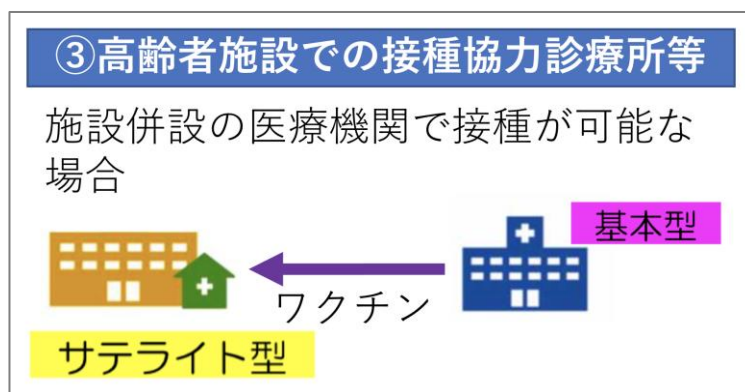 ③高齢者施設での接種協力診療所等
施設併設の医療機関で接種が可能な
場合
基本型
ワクチン
サテライト型